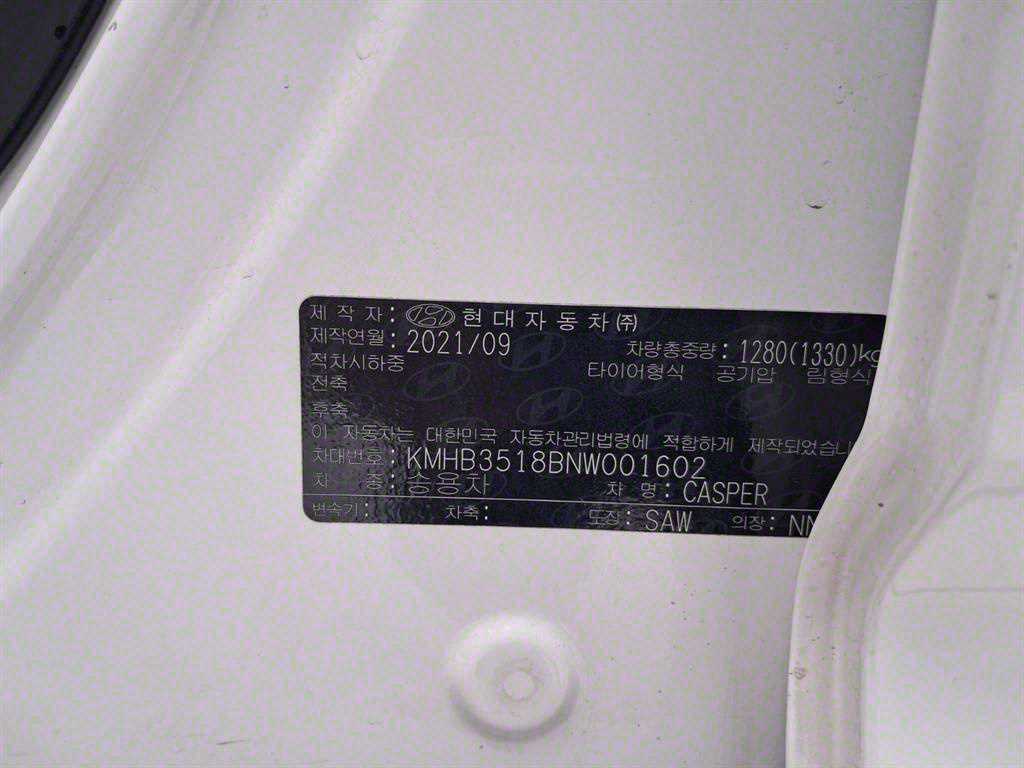 제 작 자 : 현대자동차(주)
제작연월 : 2021/09 차량총중량 : 1280(1330)kg
적차시하중 타이어형식 공기압 림형식
전축
후축
이 자동차는 대한민국 자동차관리법령에 적합하게 제작되었습니
차대번호 : KMHB3518BNW001602
차 종 : 승용차 차 명 : CASPER
변속기 : 차축 : 도장 : SAW 의장 : NN